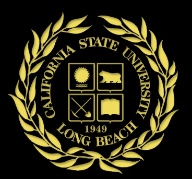 CALIFORNIA STATE UNIVERSITY
LONG BEACH
1949